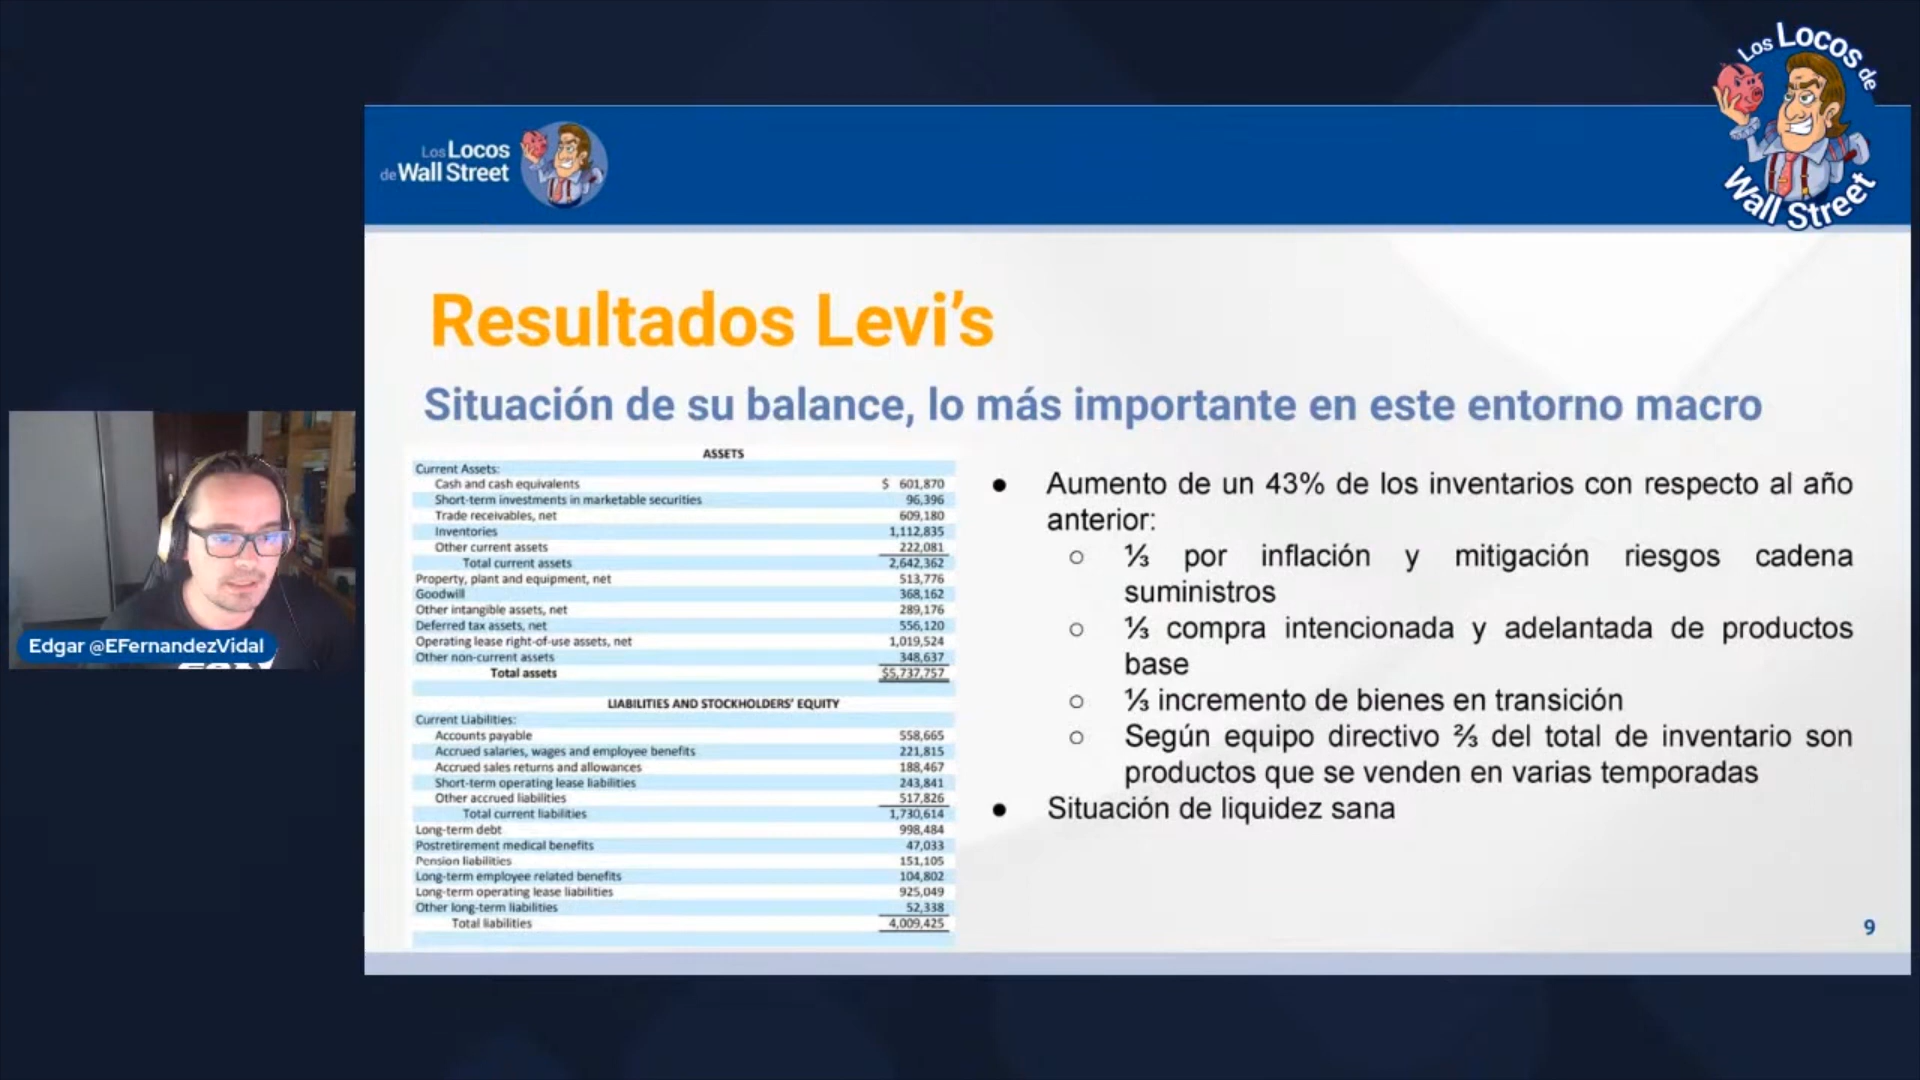 Los Locos de
Wall Street
Los Locos
de Wall Street
Resultados Levi's
Situación de su balance, lo más importante en este entorno macro
ASSETS
Current Assets:
Cash and cash equivalents $ 601,870
Short-term investments in marketable securities 96,396
Trade receivables, net 609,180
Inventories 1,112,835
Other current assets 222,081
Total current assets 2,642,362
Property, plant and equipment, net 513,776
Goodwill 368,162
Other intangible assets, net 289,176
Deferred tax assets, net 556,120
Operating lease right-of-use assets, net 1,019,524
Other non-current assets 348,637
Total assets $5,737,757
LIABILITIES AND STOCKHOLDERS' EQUITY
Current Liabilities:
Accounts payable 558,665
Accrued salaries, wages and employee benefits 221,815
Accrued sales returns and allowances 188,467
Short-term operating lease liabilities 243,841
Other accrued liabilities 517,826
Total current liabilities 1,730,614
Long-term debt 998,484
Postretirement medical benefits 47,033
Pension liabilities 151,105
Long-term employee related benefits 104,802
Long-term operating lease liabilities 925,049
Other long-term liabilities 52,338
Total liabilities 4,009,425
● Aumento de un 43% de los inventarios con respecto al año
anterior:
○ ⅓ por inflación y mitigación riesgos cadena
suministros
○ ⅓ compra intencionada y adelantada de productos
base
○ ⅓ incremento de bienes en transición
○ Según equipo directivo ⅔ del total de inventario son
productos que se venden en varias temporadas
● Situación de liquidez sana
9
Edgar @EFernandezVidal